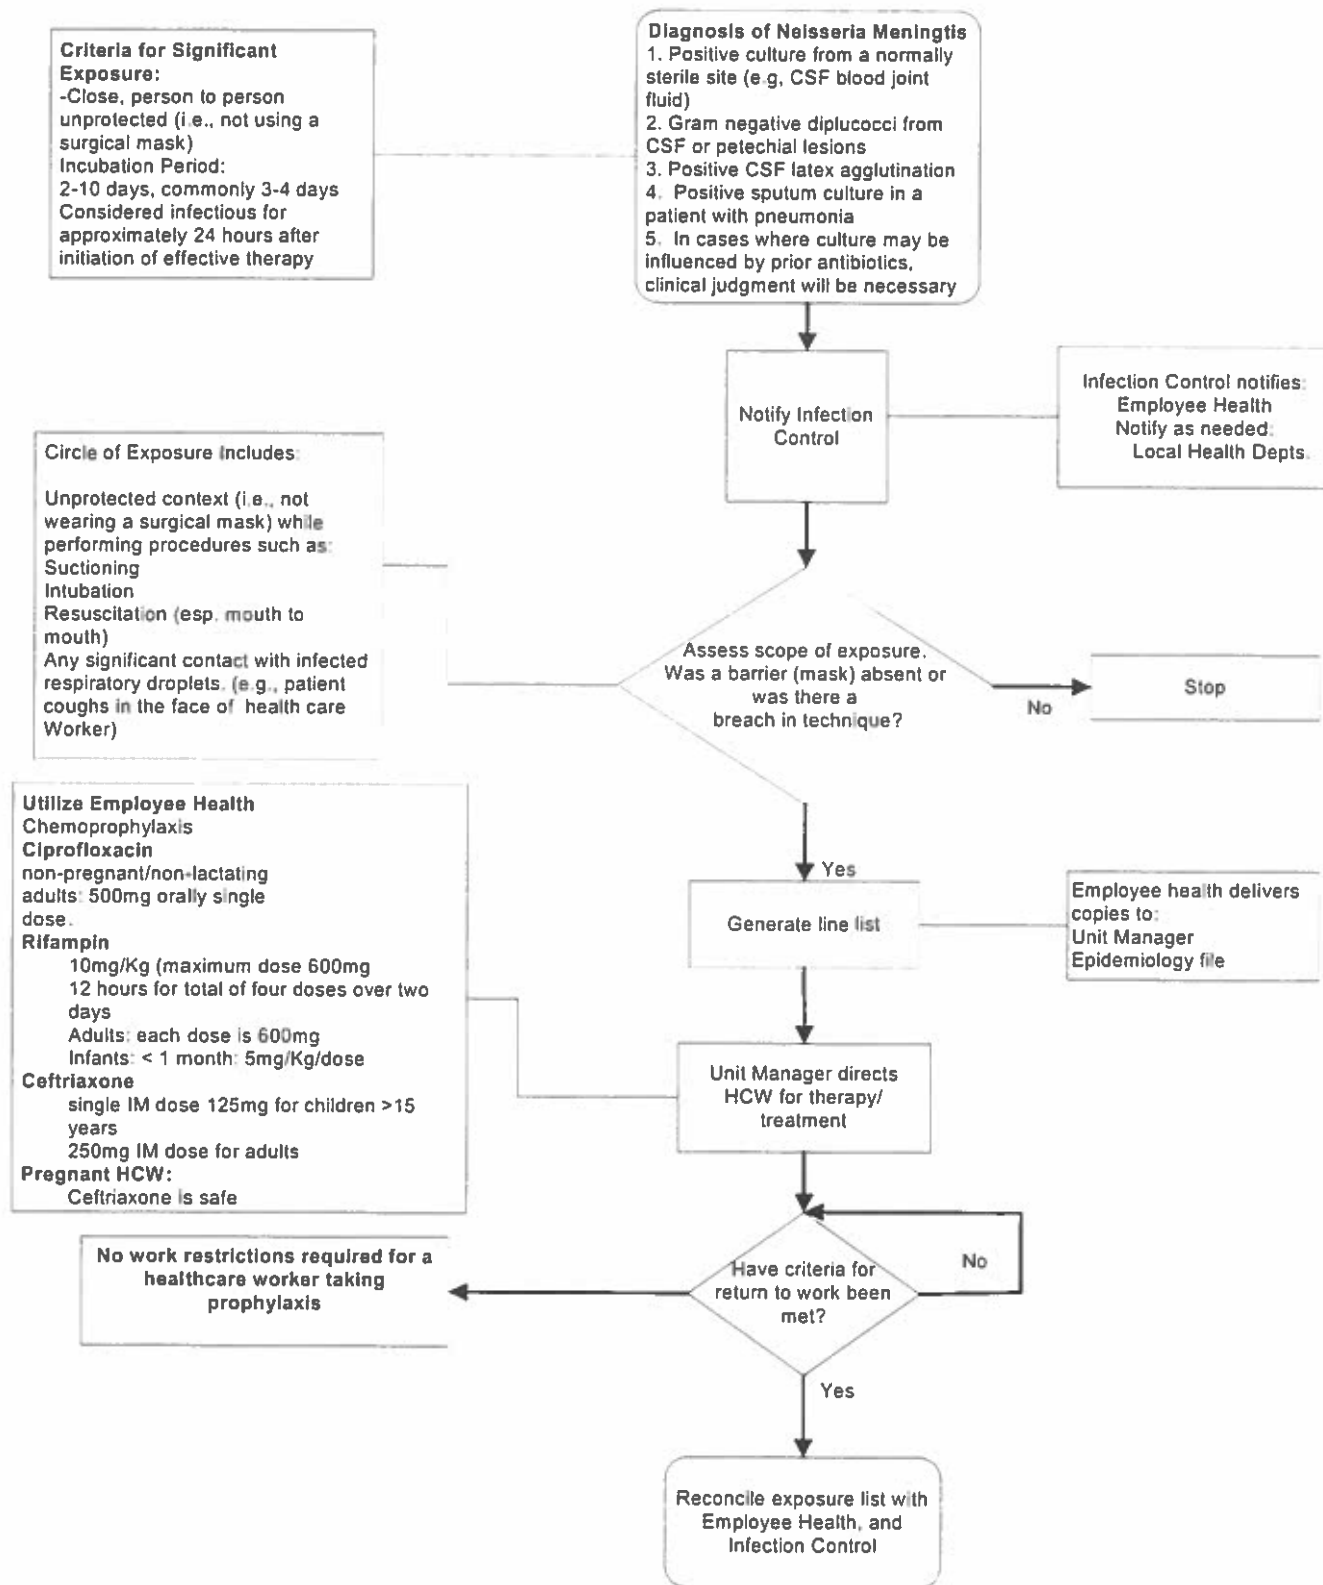 Criteria for Significant
Exposure:
-Close, person to person
unprotected (i.e., not using a
surgical mask)
Incubation Period:
2-10 days, commonly 3-4 days
Considered infectious for
approximately 24 hours after
initiation of effective therapy
Diagnosis of Neisseria Meningtis
1. Positive culture from a normally
sterile site (e.g, CSF blood joint
fluid)
2. Gram negative diplucocci from
CSF or petechial lesions
3. Positive CSF latex agglutination
4. Positive sputum culture in a
patient with pneumonia
5. In cases where culture may be
influenced by prior antibiotics,
clinical judgment will be necessary
Notify Infection
Control
Infection Control notifies:
Employee Health
Notify as needed:
Local Health Depts.
Circle of Exposure Includes:
Unprotected context (i.e., not
wearing a surgical mask) while
performing procedures such as:
Suctioning
Intubation
Resuscitation (esp. mouth to
mouth)
Any significant contact with infected
respiratory droplets. (e.g., patient
coughs in the face of health care
Worker)
Assess scope of exposure.
Was a barrier (mask) absent or
was there a
breach in technique?
No
Stop
Yes
Utilize Employee Health
Chemoprophylaxis
Ciprofloxacin
non-pregnant/non-lactating
adults: 500mg orally single
dose.
Rifampin
10mg/Kg (maximum dose 600mg
12 hours for total of four doses over two
days
Adults: each dose is 600mg
Infants: < 1 month: 5mg/Kg/dose
Ceftriaxone
single IM dose 125mg for children >15
years
250mg IM dose for adults
Pregnant HCW:
Ceftriaxone is safe
Generate line list
Employee health delivers
copies to:
Unit Manager
Epidemiology file
Unit Manager directs
HCW for therapy/
treatment
No work restrictions required for a
healthcare worker taking
prophylaxis
Have criteria for
return to work been
met?
No
Yes
Reconcile exposure list with
Employee Health, and
Infection Control